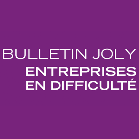 BULLETIN JOLY
ENTREPRISES
EN DIFFICULTÉ